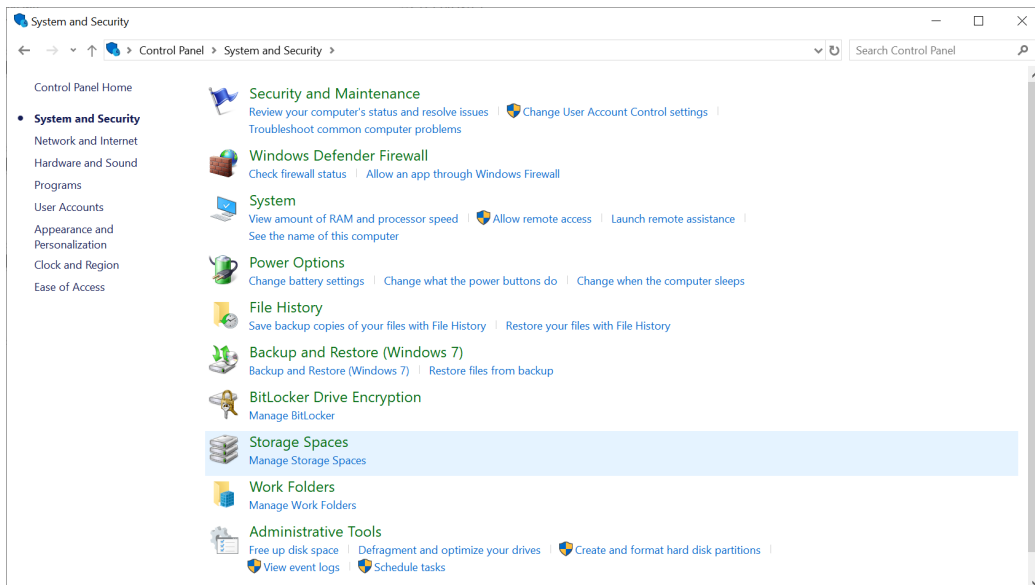 System and Security
Control Panel > System and Security >
Search Control Panel
Control Panel Home
System and Security
Network and Internet
Hardware and Sound
Programs
User Accounts
Appearance and
Personalization
Clock and Region
Ease of Access
Security and Maintenance
Review your computer's status and resolve issues
Change User Account Control settings
Troubleshoot common computer problems
Windows Defender Firewall
Check firewall status
Allow an app through Windows Firewall
System
View amount of RAM and processor speed
Allow remote access
Launch remote assistance
See the name of this computer
Power Options
Change battery settings
Change what the power buttons do
Change when the computer sleeps
File History
Save backup copies of your files with File History
Restore your files with File History
Backup and Restore (Windows 7)
Backup and Restore (Windows 7)
Restore files from backup
BitLocker Drive Encryption
Manage BitLocker
Storage Spaces
Manage Storage Spaces
Work Folders
Manage Work Folders
Administrative Tools
Free up disk space
Defragment and optimize your drives
Create and format hard disk partitions
View event logs
Schedule tasks